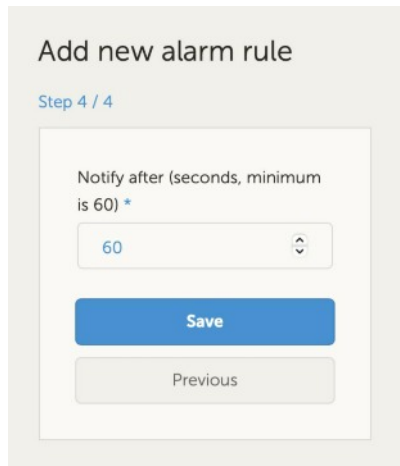 Add new alarm rule
Step 4 / 4
Notify after (seconds, minimum
is 60) *
60
Save
Previous